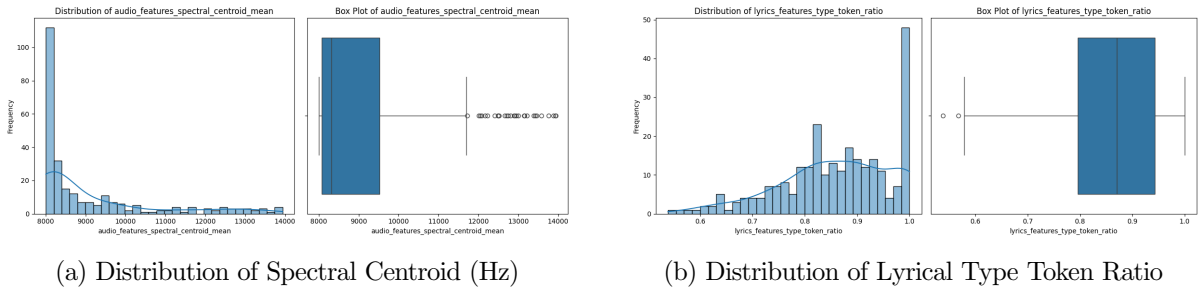 Distribution of audio_features_spectral_centroid_mean
Box Plot of audio_features_spectral_centroid_mean
Frequency
100
80
60
40
20
0
8000 9000 10000 11000 12000 13000 14000
audio_features_spectral_centroid_mean
8000 9000 10000 11000 12000 13000 14000
audio_features_spectral_centroid_mean
Distribution of lyrics_features_type_token_ratio
Box Plot of lyrics_features_type_token_ratio
Frequency
50
40
30
20
10
0
0.6 0.7 0.8 0.9 1.0
lyrics_features_type_token_ratio
0.6 0.7 0.8 0.9 1.0
lyrics_features_type_token_ratio
(a) Distribution of Spectral Centroid (Hz)
(b) Distribution of Lyrical Type Token Ratio